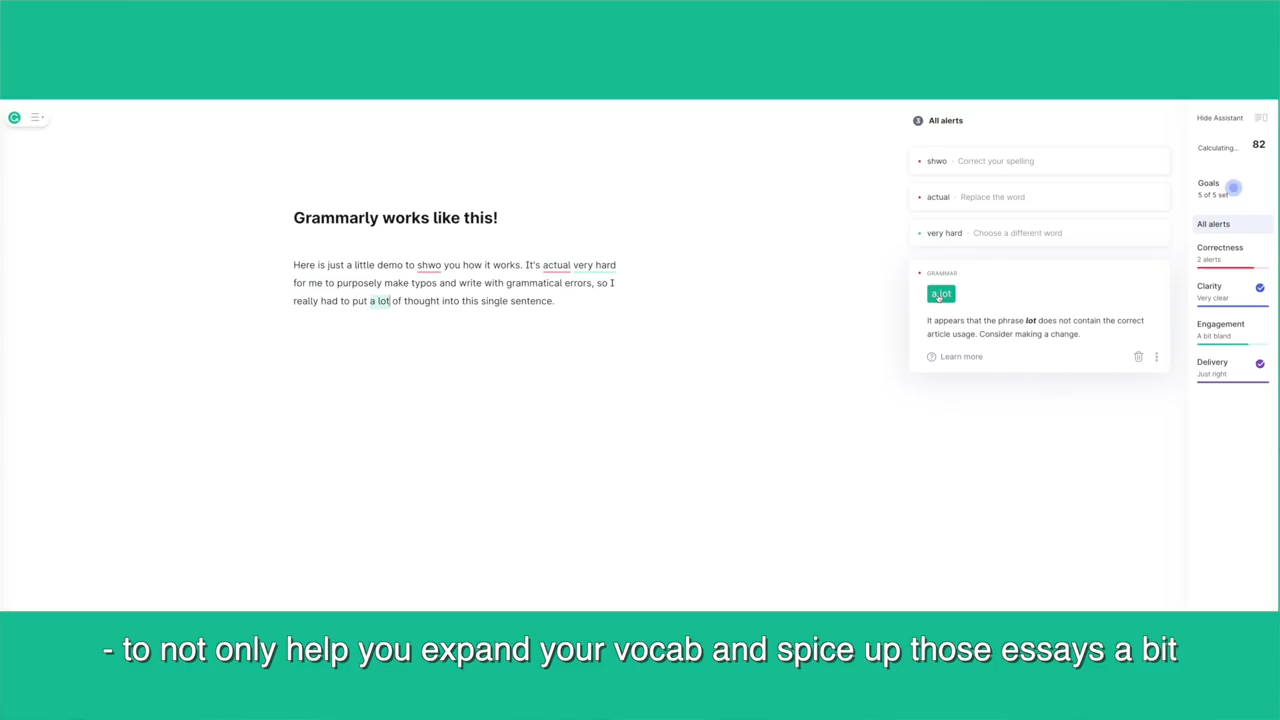 3 All alerts
Hide Assistant
Calculating... 82
shwo · Correct your spelling
Goals
5 of 5 set
actual · Replace the word
Grammarly works like this!
All alerts
very hard · Choose a different word
Correctness
2 alerts
Here is just a little demo to shwo you how it works. It's actual very hard
for me to purposely make typos and write with grammatical errors, so I
really had to put a lot of thought into this single sentence.
GRAMMAR
a lot
It appears that the phrase lot does not contain the correct
article usage. Consider making a change.
Learn more
Clarity
Very clear
Engagement
A bit bland
Delivery
Just right
- to not only help you expand your vocab and spice up those essays a bit